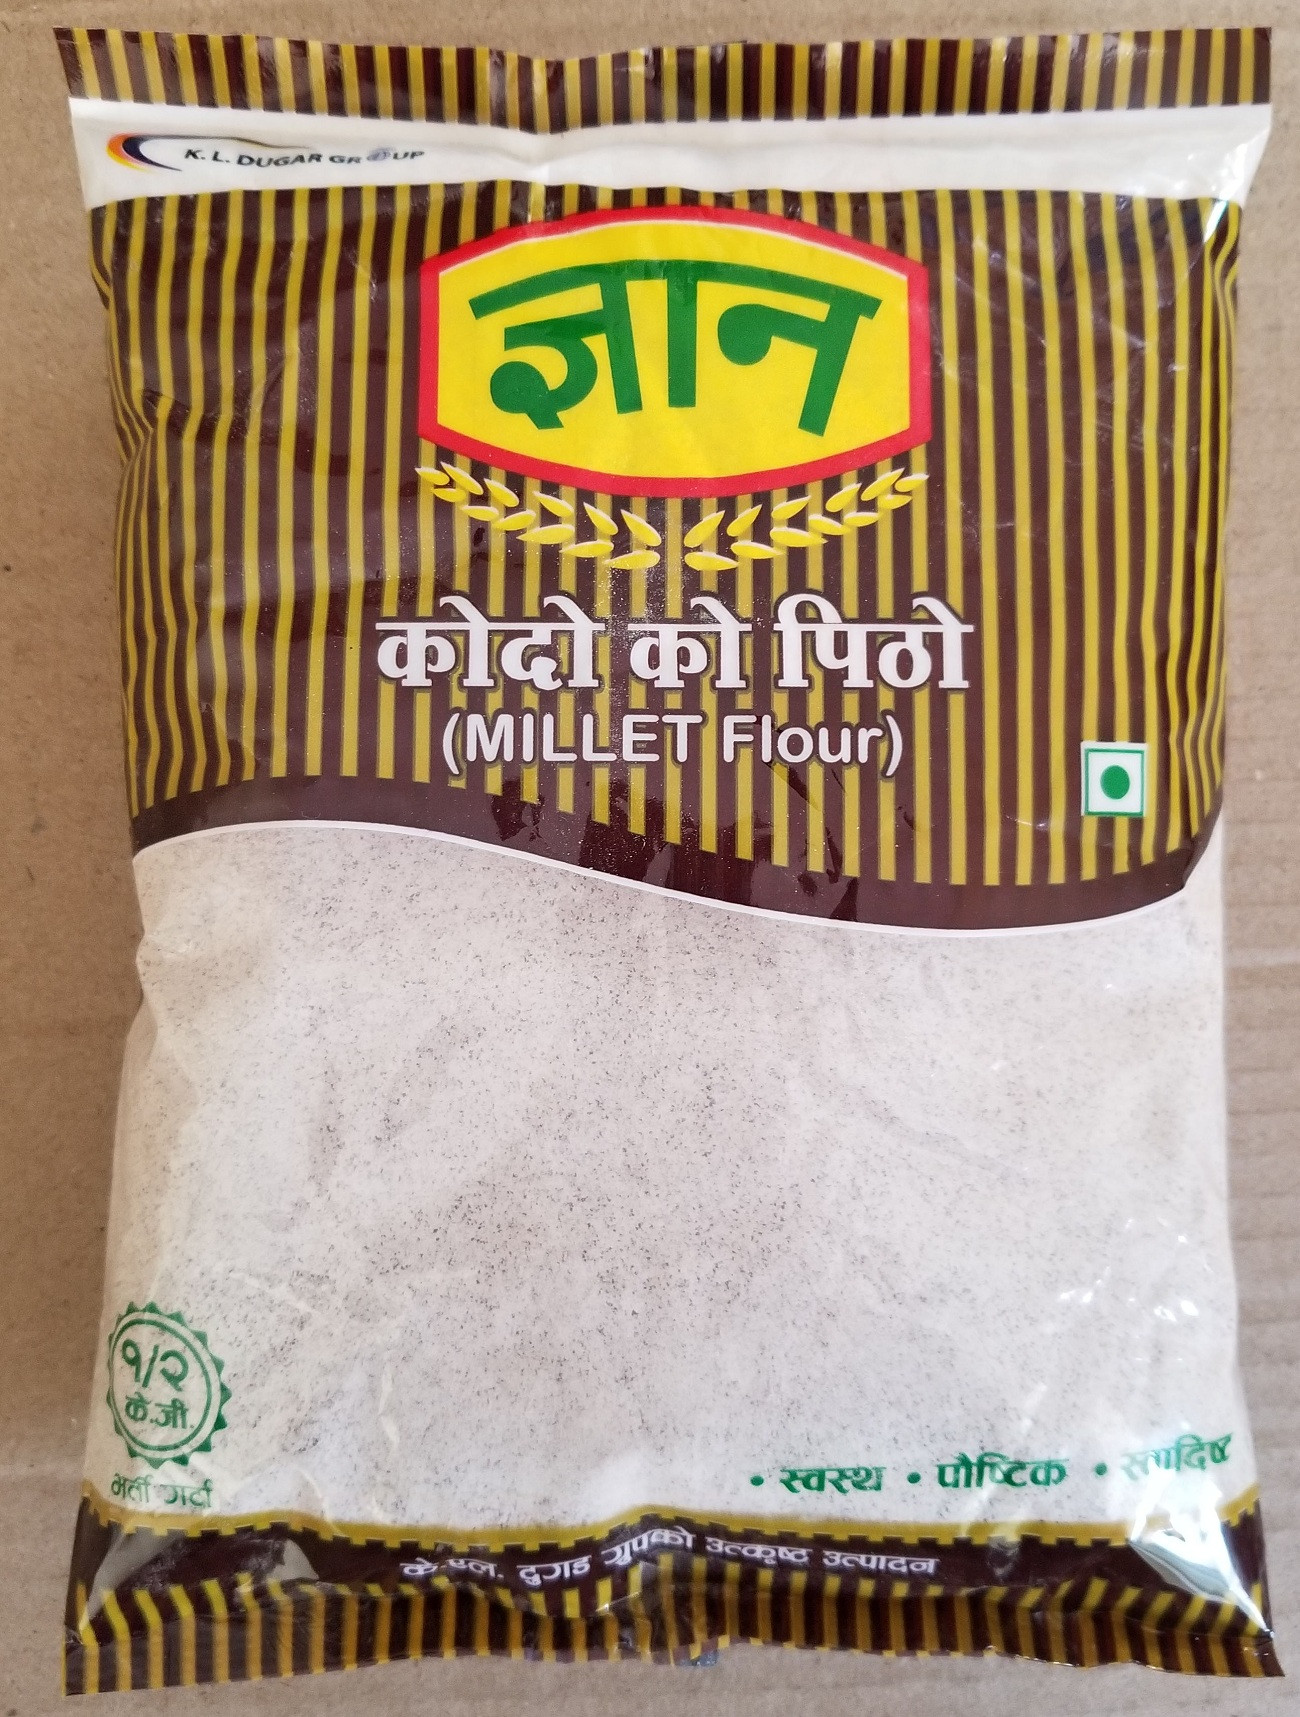 K. L. DUGAR GROUP
ज्ञान
कोदो को पिठो
(MILLET Flour)
१/२
के.जी.
भर्ती गर्दा
• स्वस्थ • पौष्टिक • स्वादिष्ट
के.एल. दुगड ग्रुपको उत्कृष्ट उत्पादन